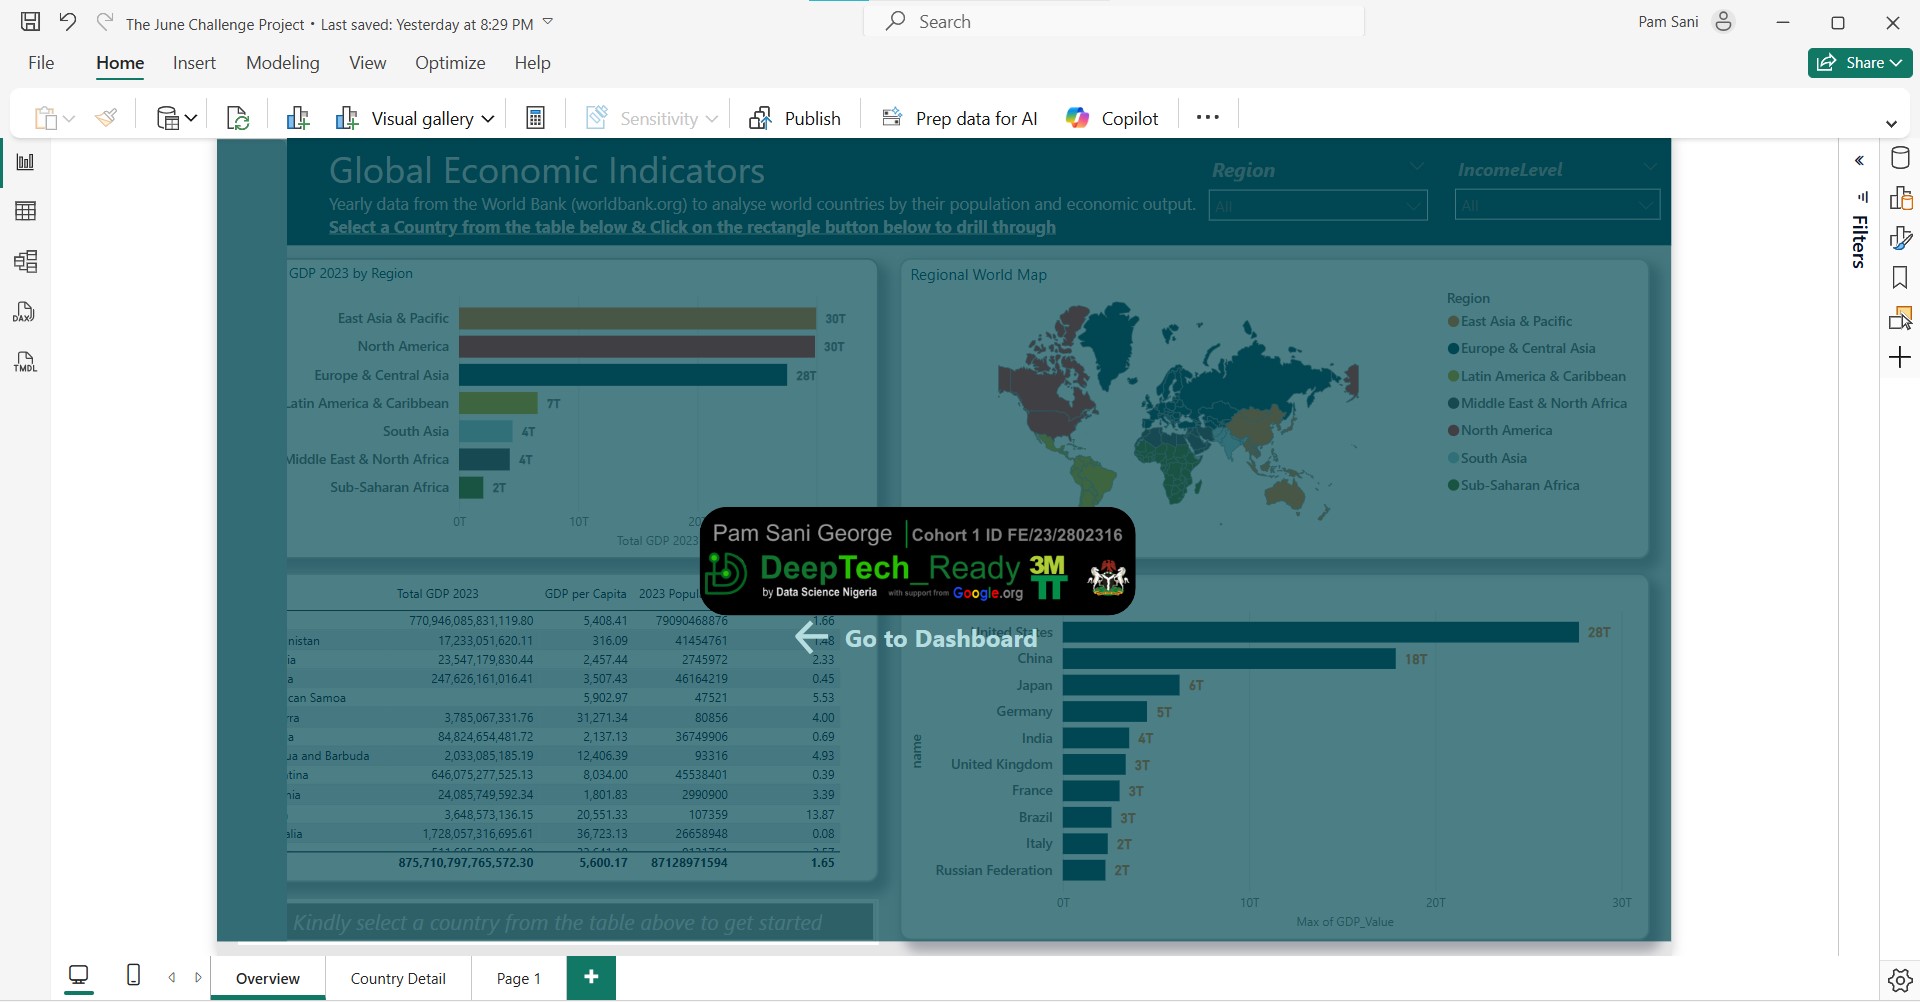 The June Challenge Project • Last saved: Yesterday at 8:29 PM
Search
Pam Sani
File Home Insert Modeling View Optimize Help
Share
Visual gallery
Sensitivity
Publish
Prep data for AI
Copilot
Global Economic Indicators
Yearly data from the World Bank (worldbank.org) to analyse world countries by their population and economic output.
Select a Country from the table below & Click on the rectangle button below to drill through
Region
All
IncomeLevel
All
Filters
DAX
TMDL
GDP 2023 by Region
East Asia & Pacific 30T
North America 30T
Europe & Central Asia 28T
Latin America & Caribbean 7T
South Asia 4T
Middle East & North Africa 4T
Sub-Saharan Africa 2T
0T 10T 20
Total GDP 2023
Regional World Map
Region
East Asia & Pacific
Europe & Central Asia
Latin America & Caribbean
Middle East & North Africa
North America
South Asia
Sub-Saharan Africa
Pam Sani George | Cohort 1 ID FE/23/2802316
DeepTech_Ready 3MTT
by Data Science Nigeria with support from Google.org
Go to Dashboard
Total GDP 2023 GDP per Capita 2023 Popul
770,946,085,831,119.80 5,408.41 79090468876 1.66
nistan 17,233,051,620.11 316.09 41454761 1.48
ia 23,547,179,830.44 2,457.44 2745972 2.33
a 247,626,161,016.41 3,507.43 46164219 0.45
can Samoa 5,902.97 47521 5.53
rra 3,785,067,331.76 31,271.34 80856 4.00
a 84,824,654,481.72 2,137.13 36749906 0.69
ua and Barbuda 2,033,085,185.19 12,406.39 93316 4.93
tina 646,075,277,525.13 8,034.00 45538401 0.39
nia 24,085,749,592.34 1,801.83 2990900 3.39
3,648,573,136.15 20,551.33 107359 13.87
alia 1,728,057,316,695.61 36,723.13 26658948 0.08
875,710,797,765,572.30 5,600.17 87128971594 1.65
Kindly select a country from the table above to get started
name
United States 28T
China 18T
Japan 6T
Germany 5T
India 4T
United Kingdom 3T
France 3T
Brazil 3T
Italy 2T
Russian Federation 2T
0T 10T 20T 30T
Max of GDP_Value
Overview Country Detail Page 1